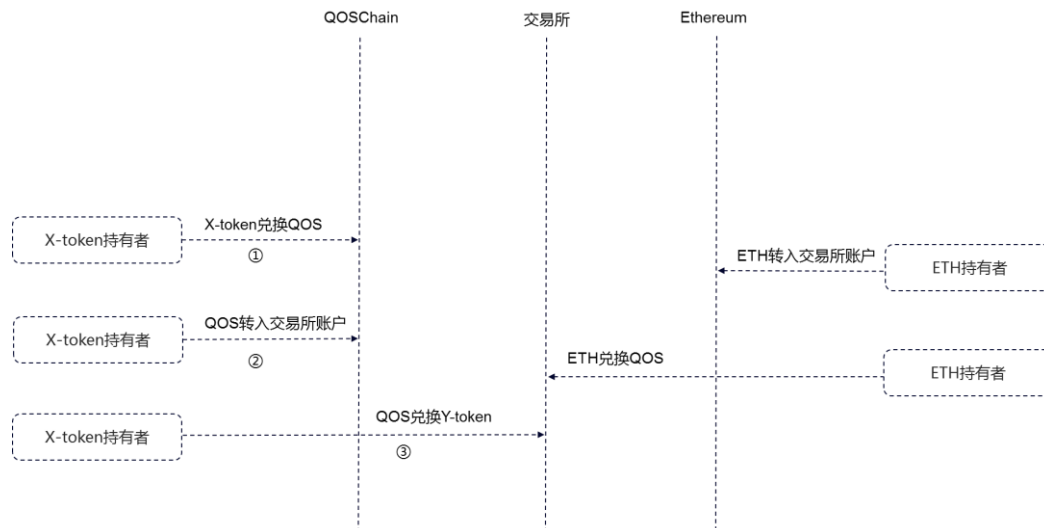 QOSChain
交易所
Ethereum
X-token兑换QOS
X-token持有者
①
ETH转入交易所账户
ETH持有者
QOS转入交易所账户
X-token持有者
②
ETH兑换QOS
ETH持有者
QOS兑换Y-token
X-token持有者
③